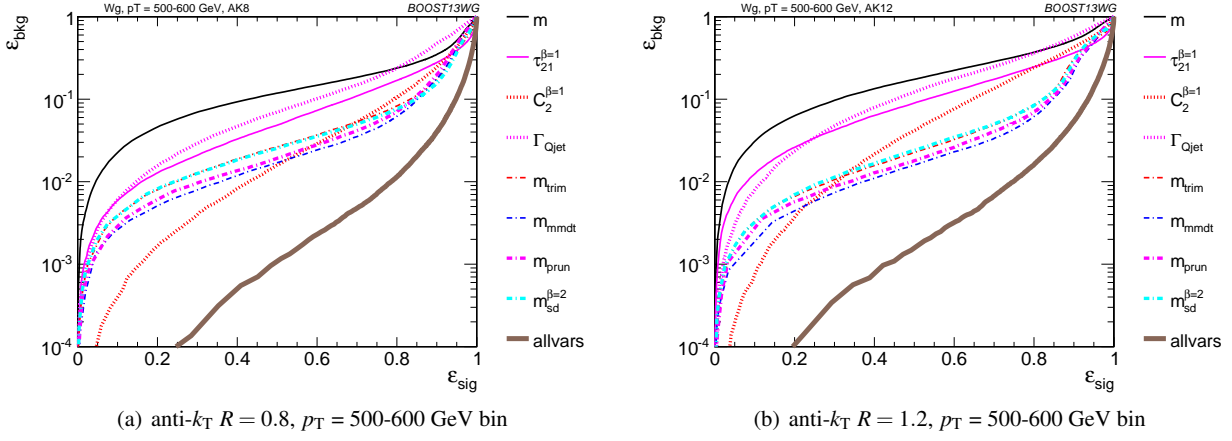 Wg, pT = 500-600 GeV, AK8 BOOST13WG
ε_bkg
1
10^-1
10^-2
10^-3
10^-4
0 0.2 0.4 0.6 0.8 1
ε_sig
m
τ_21^β=1
C_2^β=1
Γ_Qjet
m_trim
m_mmdt
m_prun
m_sd^β=2
allvars
(a) anti-k_T R = 0.8, p_T = 500-600 GeV bin
Wg, pT = 500-600 GeV, AK12 BOOST13WG
ε_bkg
1
10^-1
10^-2
10^-3
10^-4
0 0.2 0.4 0.6 0.8 1
ε_sig
m
τ_21^β=1
C_2^β=1
Γ_Qjet
m_trim
m_mmdt
m_prun
m_sd^β=2
allvars
(b) anti-k_T R = 1.2, p_T = 500-600 GeV bin